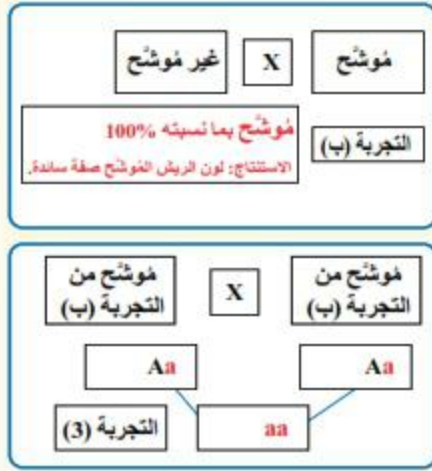 مُوشَّح X غير مُوشَّح
التجربة (ب)
مُوشَّح بما نسبته 100%
الاستنتاج: لون الريش المُوشَّح صفة سائدة.
مُوشَّح من التجربة (ب) X مُوشَّح من التجربة (ب)
Aa Aa
aa
التجربة (3)